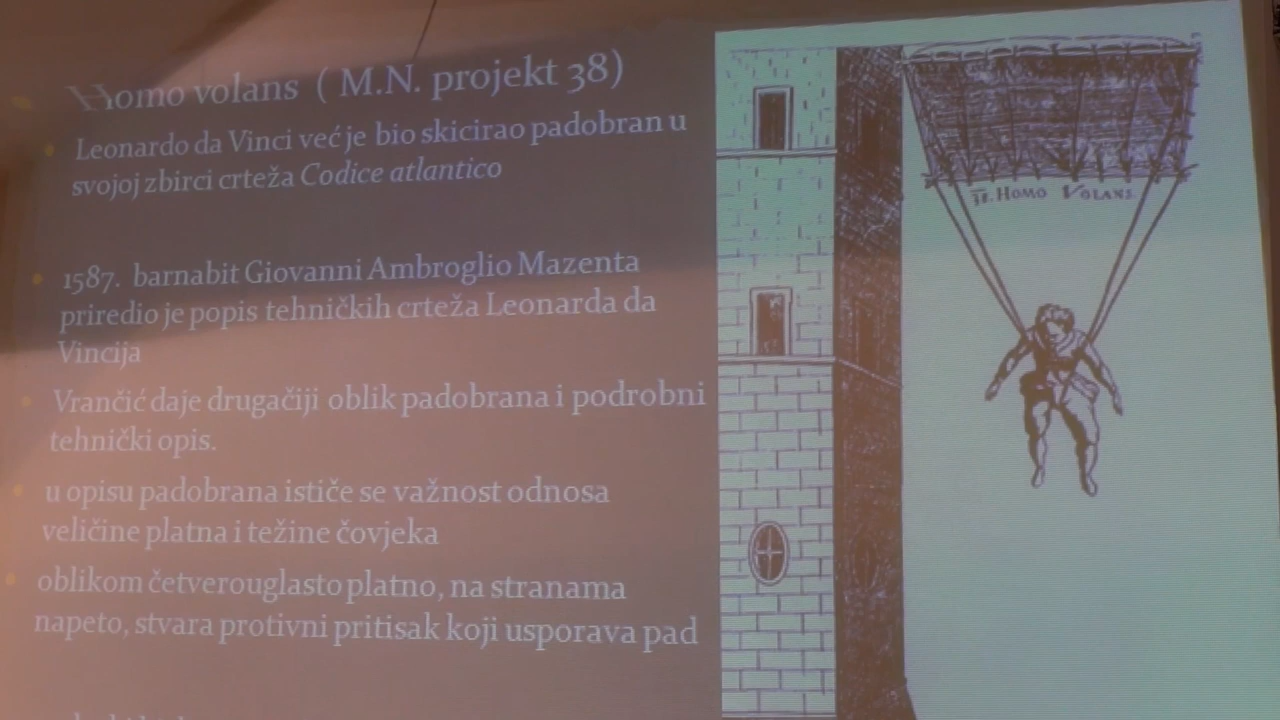 Homo volans ( M.N. projekt 38)
Leonardo da Vinci već je bio skicirao padobran u
svojoj zbirci crteža Codice atlantico
1587. barnabit Giovanni Ambroglio Mazenta
priredio je popis tehničkih crteža Leonarda da
Vincija
Vrančić daje drugačiji oblik padobrana i podrobni
tehnički opis.
u opisu padobrana ističe se važnost odnosa
veličine platna i težine čovjeka
oblikom četverouglasto platno, na stranama
napeto, stvara protivni pritisak koji usporava pad
HOMO VOLANS